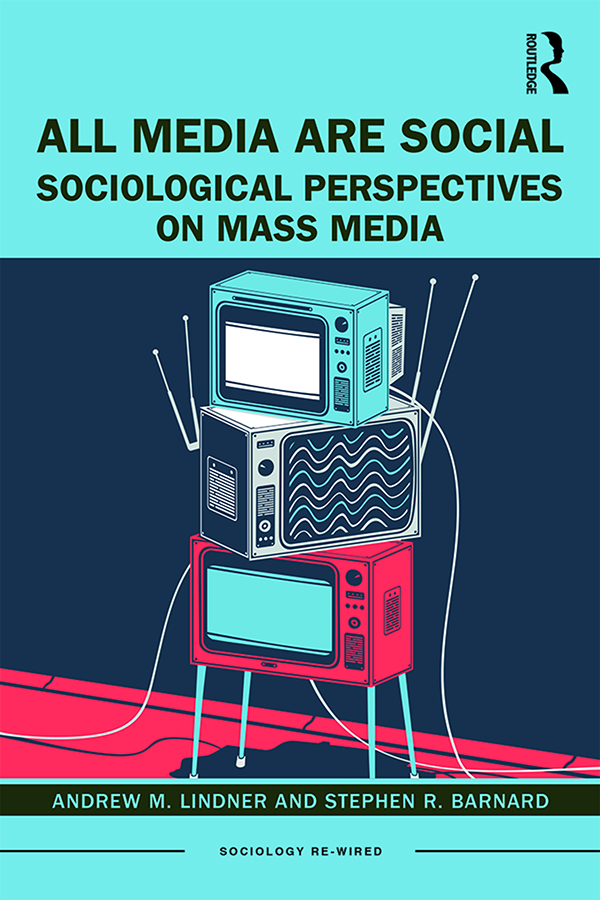 ROUTLEDGE
ALL MEDIA ARE SOCIAL
SOCIOLOGICAL PERSPECTIVES
ON MASS MEDIA
ANDREW M. LINDNER AND STEPHEN R. BARNARD
SOCIOLOGY RE-WIRED